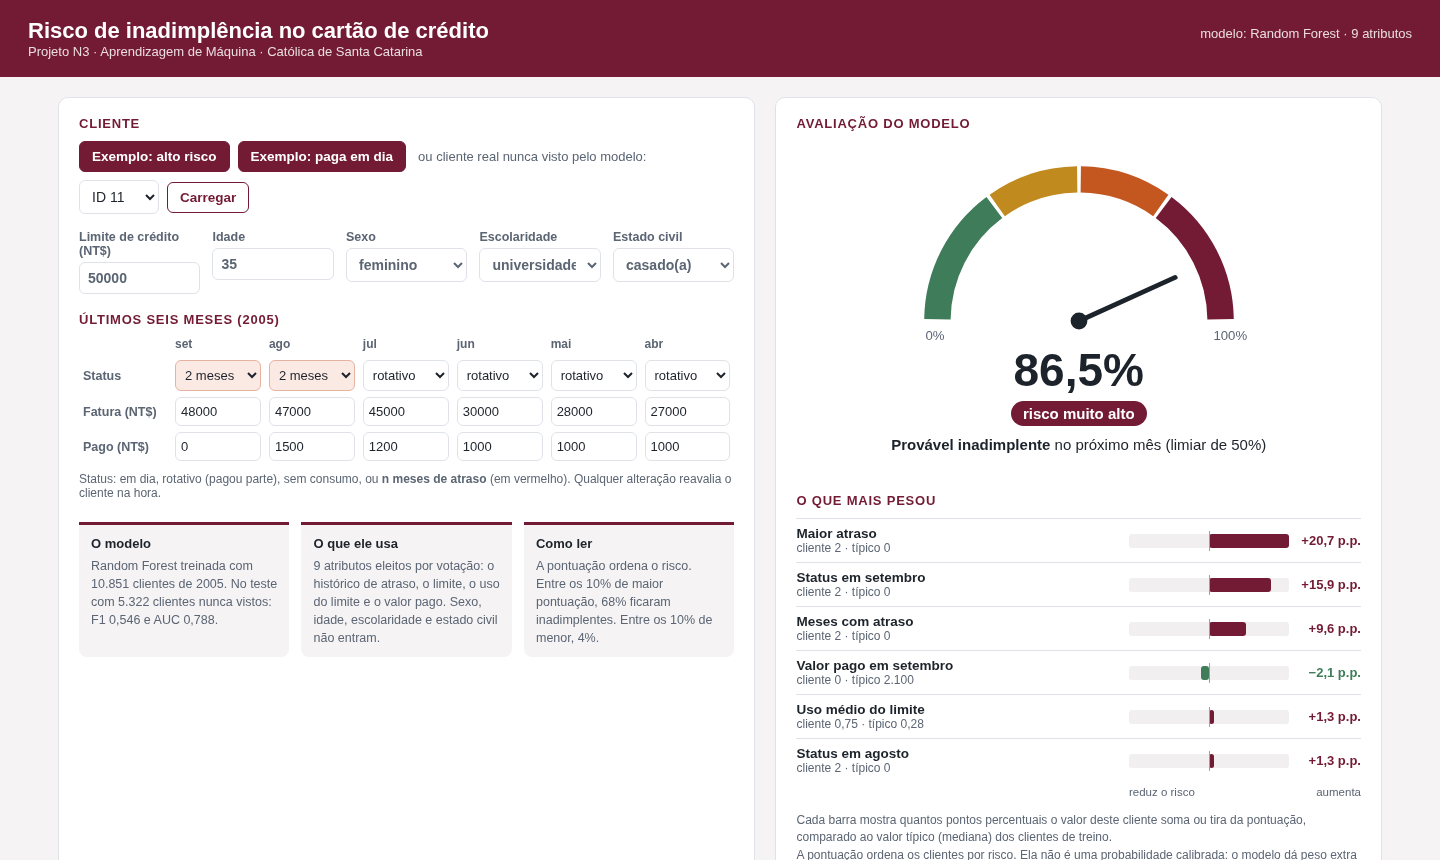 Risco de inadimplência no cartão de crédito
Projeto N3 · Aprendizagem de Máquina · Católica de Santa Catarina
modelo: Random Forest · 9 atributos
CLIENTE
Exemplo: alto risco
Exemplo: paga em dia
ou cliente real nunca visto pelo modelo:
ID 11
Carregar
Limite de crédito (NT$)
Idade
Sexo
Escolaridade
Estado civil
50000
35
feminino
universidade
casado(a)
ÚLTIMOS SEIS MESES (2005)
set ago jul jun mai abr
Status 2 meses 2 meses rotativo rotativo rotativo rotativo
Fatura (NT$) 48000 47000 45000 30000 28000 27000
Pago (NT$) 0 1500 1200 1000 1000 1000
Status: em dia, rotativo (pagou parte), sem consumo, ou n meses de atraso (em vermelho). Qualquer alteração reavalia o
cliente na hora.
O modelo
Random Forest treinada com
10.851 clientes de 2005. No teste
com 5.322 clientes nunca vistos:
F1 0,546 e AUC 0,788.
O que ele usa
9 atributos eleitos por votação: o
histórico de atraso, o limite, o uso
do limite e o valor pago. Sexo,
idade, escolaridade e estado civil
não entram.
Como ler
A pontuação ordena o risco.
Entre os 10% de maior
pontuação, 68% ficaram
inadimplentes. Entre os 10% de
menor, 4%.
AVALIAÇÃO DO MODELO
0%
100%
86,5%
risco muito alto
Provável inadimplente no próximo mês (limiar de 50%)
O QUE MAIS PESOU
Maior atraso
cliente 2 · típico 0
+20,7 p.p.
Status em setembro
cliente 2 · típico 0
+15,9 p.p.
Meses com atraso
cliente 2 · típico 0
+9,6 p.p.
Valor pago em setembro
cliente 0 · típico 2.100
−2,1 p.p.
Uso médio do limite
cliente 0,75 · típico 0,28
+1,3 p.p.
Status em agosto
cliente 2 · típico 0
+1,3 p.p.
reduz o risco
aumenta
Cada barra mostra quantos pontos percentuais o valor deste cliente soma ou tira da pontuação,
comparado ao valor típico (mediana) dos clientes de treino.
A pontuação ordena os clientes por risco. Ela não é uma probabilidade calibrada: o modelo dá peso extra